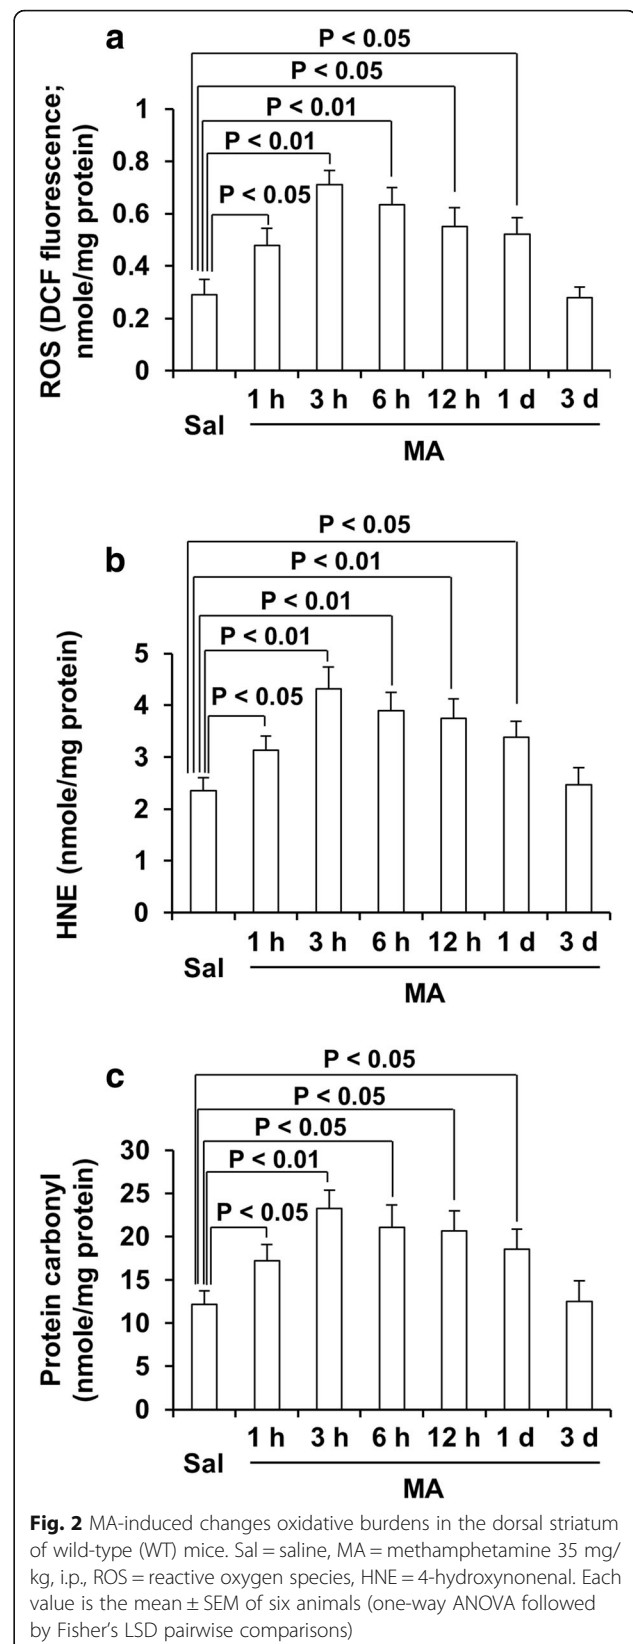 a
P < 0.05
P < 0.05
P < 0.01
P < 0.01
P < 0.05
ROS (DCF fluorescence;
nmole/mg protein)
1
0.8
0.6
0.4
0.2
0
1 h 3 h 6 h 12 h 1 d 3 d
Sal
MA
b
P < 0.05
P < 0.01
P < 0.01
P < 0.01
P < 0.05
HNE (nmole/mg protein)
5
4
3
2
1
0
1 h 3 h 6 h 12 h 1 d 3 d
Sal
MA
c
P < 0.05
P < 0.05
P < 0.05
P < 0.01
P < 0.05
Protein carbonyl
(nmole/mg protein)
30
25
20
15
10
5
0
1 h 3 h 6 h 12 h 1 d 3 d
Sal
MA
Fig. 2 MA-induced changes oxidative burdens in the dorsal striatum
of wild-type (WT) mice. Sal = saline, MA = methamphetamine 35 mg/
kg, i.p., ROS = reactive oxygen species, HNE = 4-hydroxynonenal. Each
value is the mean ± SEM of six animals (one-way ANOVA followed
by Fisher's LSD pairwise comparisons)